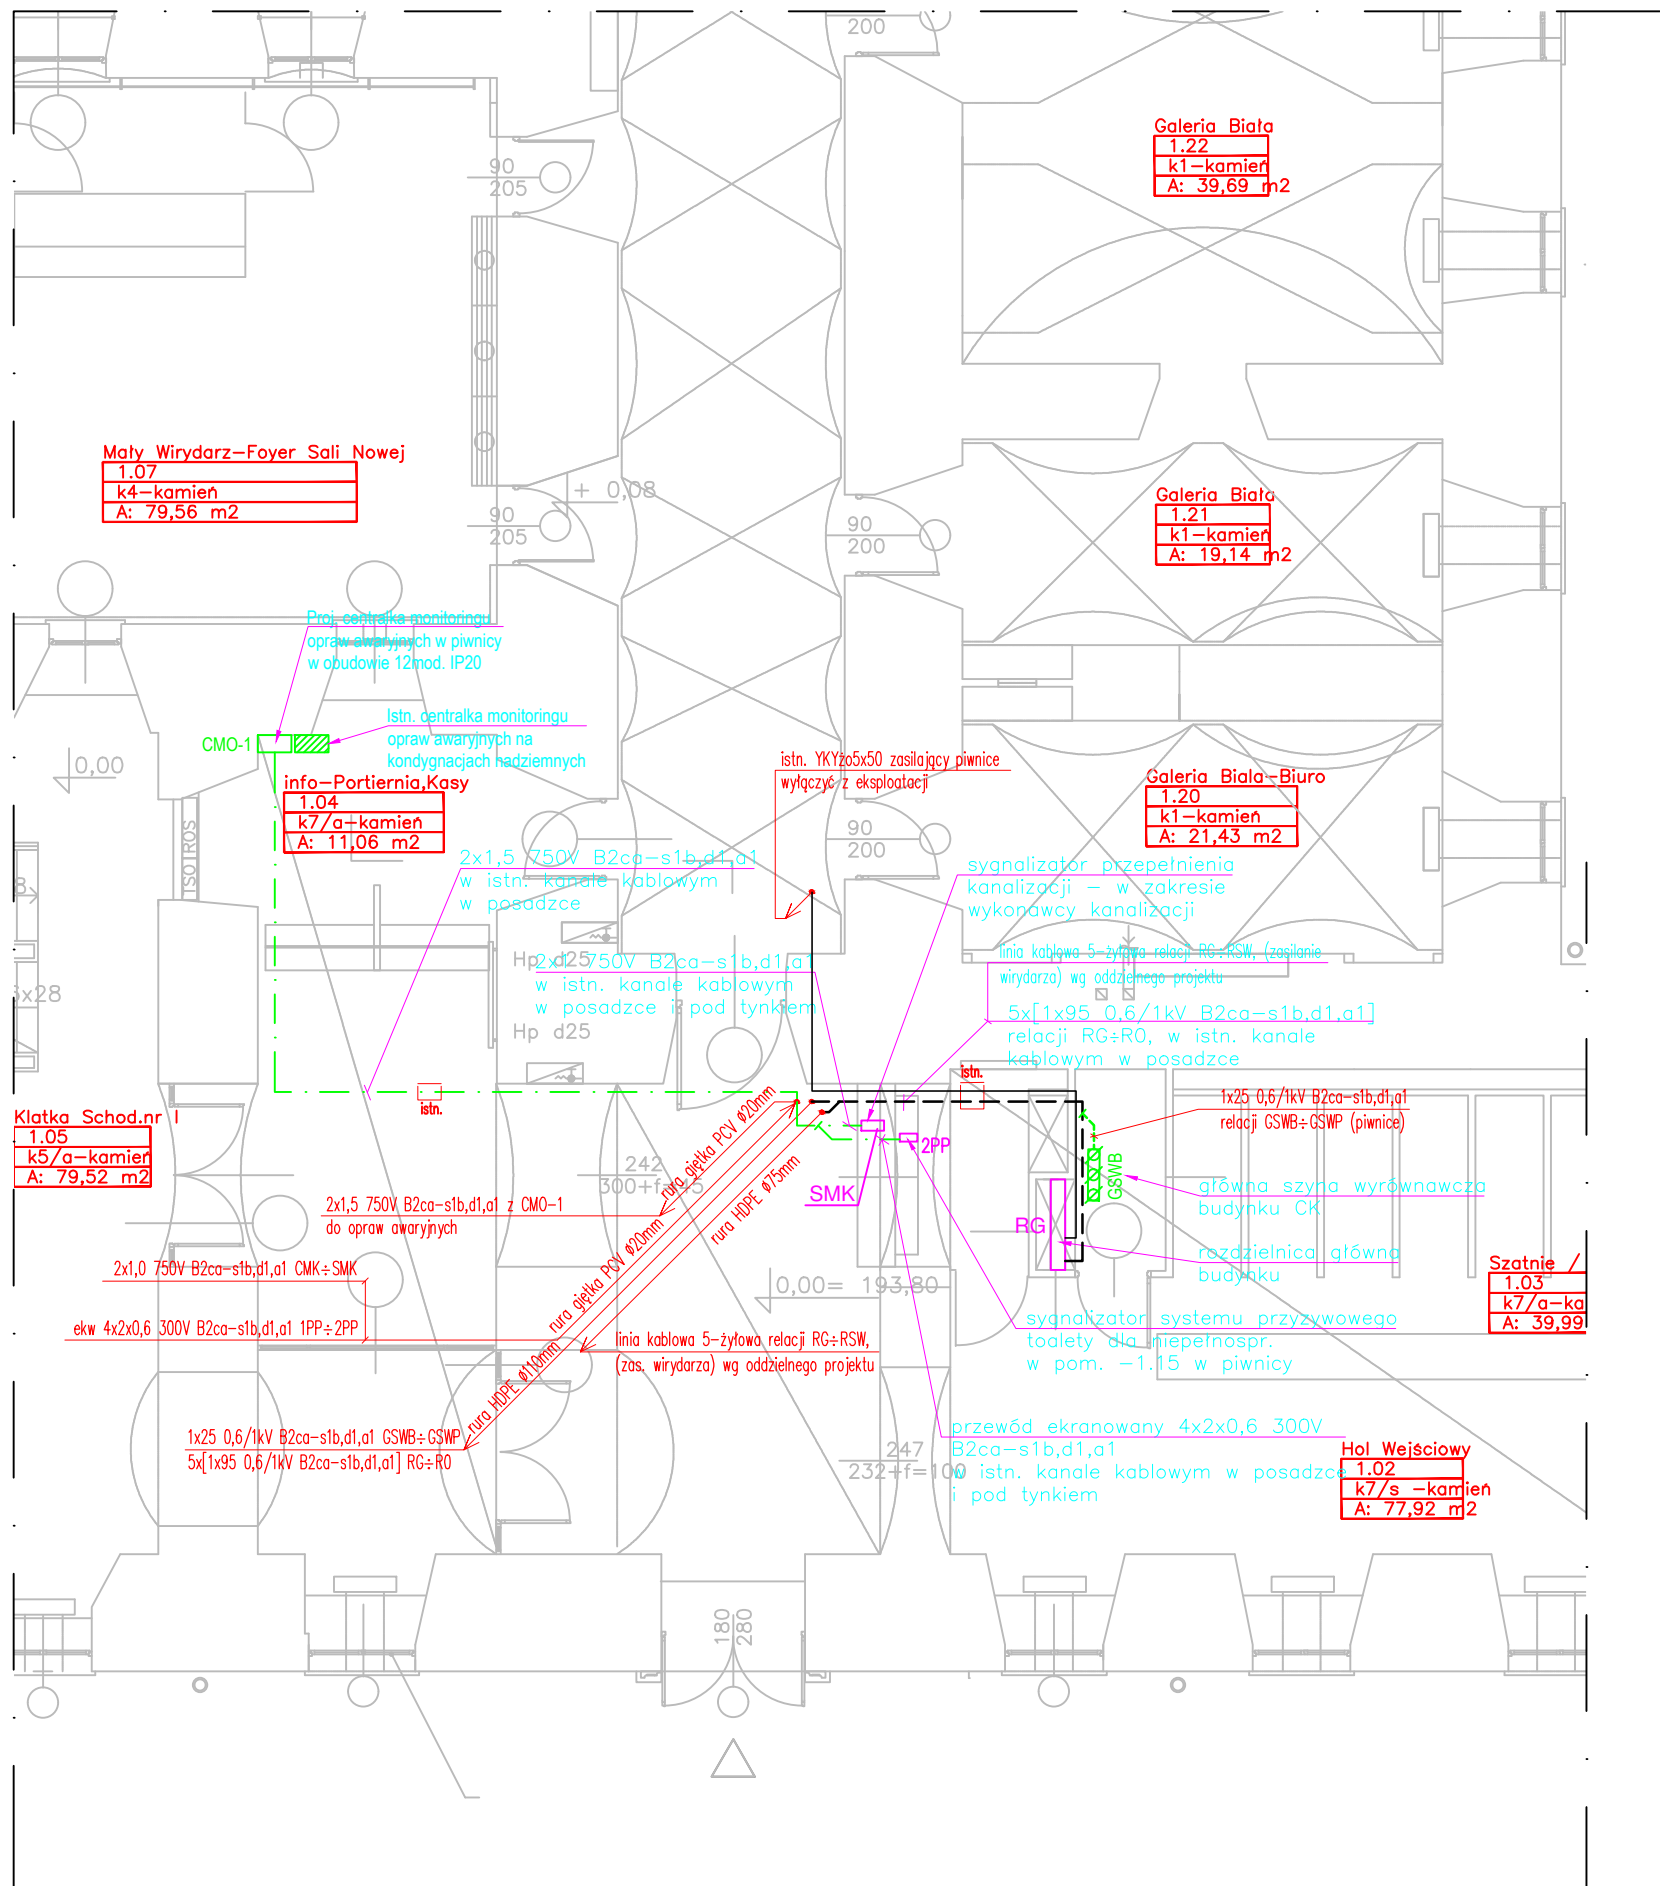 200
Galeria Biała
1.22
k1-kamień
A: 39,69 m2
90
205
Mały Wirydarz-Foyer Sali Nowej
1.07
k4-kamień
A: 79,56 m2
+ 0,08
90
205
90
200
Galeria Biała
1.21
k1-kamień
A: 19,14 m2
Proj. centralka monitoringu
opraw awaryjnych w piwnicy
w obudowie 12mod. IP20
CMO-1
Istn. centralka monitoringu
opraw awaryjnych na
kondygnacjach nadziemnych
0,00
info-Portiernia,Kasy
1.04
k7/a-kamień
A: 11,06 m2
istn. YKYżo5x50 zasilający piwnice
wyłączyć z eksploatacji
Galeria Biala-Biuro
1.20
k1-kamień
A: 21,43 m2
90
200
2x1,5 750V B2ca-s1b,d1,a1
w istn. kanale kablowym
w posadzce
sygnalizator przepełnienia
kanalizacji – w zakresie
wykonawcy kanalizacji
Hp d25
2x1 750V B2ca-s1b,d1,a1
w istn. kanale kablowym
w posadzce i pod tynkiem
Hp d25
linia kablowa 5-żyłowa relacji RG÷RSW, (zasilanie
wirydarza) wg oddzielnego projektu
5x[1x95 0,6/1kV B2ca-s1b,d1,a1]
relacji RG÷R0, w istn. kanale
kablowym w posadzce
istn.
istn.
1x25 0,6/1kV B2ca-s1b,d1,a1
relacji GSWB÷GSWP (piwnice)
Klatka Schod.nr I
1.05
k5/a-kamień
A: 79,52 m2
2PP
SMK
GSWB
RG
242
300+f=45
rura giętka PCV ø20mm
rura giętka PCV ø20mm
rura HDPE ø75mm
rura HDPE ø110mm
główna szyna wyrównawcza
budynku CK
rozdzielnica główna
budynku
2x1,5 750V B2ca-s1b,d1,a1 z CMO-1
do opraw awaryjnych
2x1,0 750V B2ca-s1b,d1,a1 CMK÷SMK
ekw 4x2x0,6 300V B2ca-s1b,d1,a1 1PP÷2PP
0,00= 193,80
Szatnie /
1.03
k7/a-ka
A: 39,99
linia kablowa 5-żyłowa relacji RG÷RSW,
(zas. wirydarza) wg oddzielnego projektu
sygnalizator systemu przyzywowego
toalety dla niepełnospr.
w pom. -1.15 w piwnicy
1x25 0,6/1kV B2ca-s1b,d1,a1 GSWB÷GSWP
5x[1x95 0,6/1kV B2ca-s1b,d1,a1] RG÷R0
247
232+f=100
przewód ekranowany 4x2x0,6 300V
B2ca-s1b,d1,a1
w istn. kanale kablowym w posadzce
i pod tynkiem
Hol Wejściowy
1.02
k7/s -kamień
A: 77,92 m2
180
280